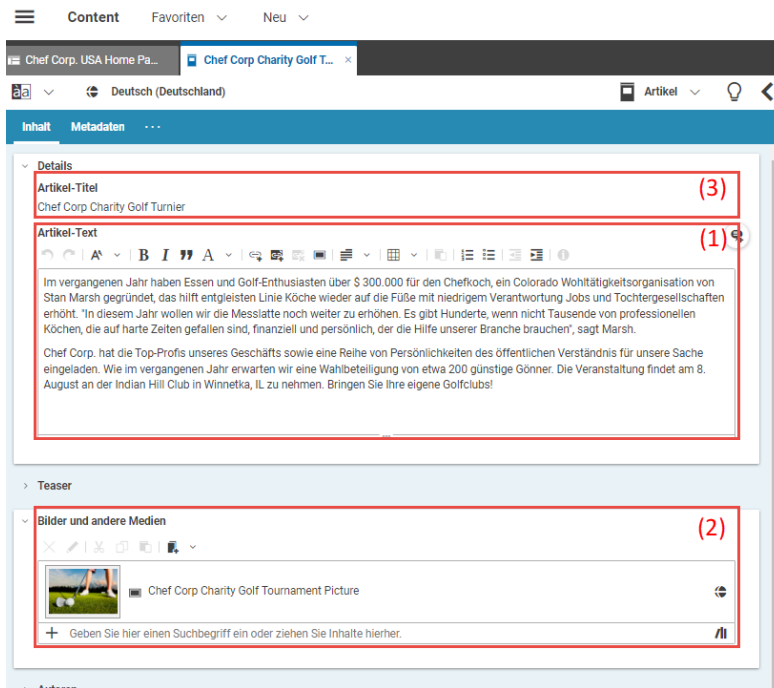 Content Favoriten Neu
Chef Corp. USA Home Pa... Chef Corp Charity Golf T... ×
àa Deutsch (Deutschland) Artikel
Inhalt Metadaten ...
Details
Artikel-Titel (3)
Chef Corp Charity Golf Turnier
Artikel-Text (1)
B I A
Im vergangenen Jahr haben Essen und Golf-Enthusiasten über $ 300.000 für den Chefkoch, ein Colorado Wohltätigkeitsorganisation von
Stan Marsh gegründet, das hilft entgleisten Linie Köche wieder auf die Füße mit niedrigem Verantwortung Jobs und Tochtergesellschaften
erhöht. "In diesem Jahr wollen wir die Messlatte noch weiter zu erhöhen. Es gibt Hunderte, wenn nicht Tausende von professionellen
Köchen, die auf harte Zeiten gefallen sind, finanziell und persönlich, der die Hilfe unserer Branche brauchen", sagt Marsh.
Chef Corp. hat die Top-Profis unseres Geschäfts sowie eine Reihe von Persönlichkeiten des öffentlichen Verständnis für unsere Sache
eingeladen. Wie im vergangenen Jahr erwarten wir eine Wahlbeteiligung von etwa 200 günstige Gönner. Die Veranstaltung findet am 8.
August an der Indian Hill Club in Winnetka, IL zu nehmen. Bringen Sie Ihre eigene Golfclubs!
Teaser
Bilder und andere Medien (2)
Chef Corp Charity Golf Tournament Picture
Geben Sie hier einen Suchbegriff ein oder ziehen Sie Inhalte hierher.